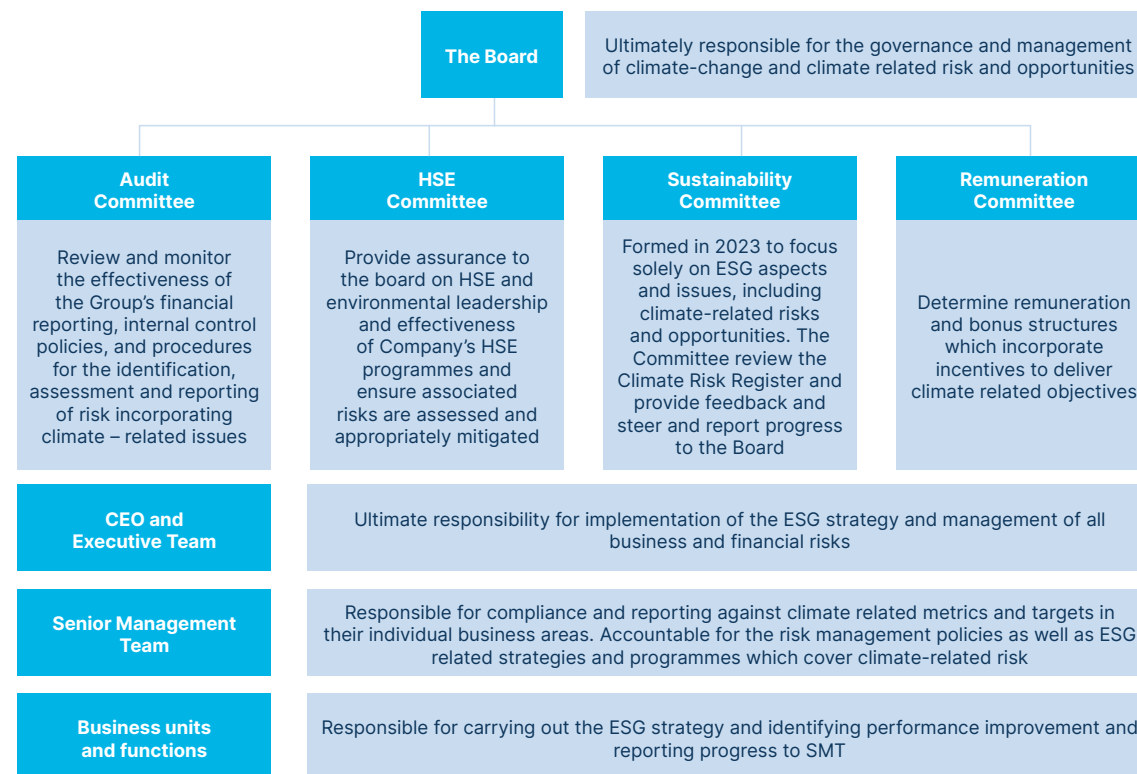 The Board
Ultimately responsible for the governance and management
of climate-change and climate related risk and opportunities
Audit
Committee
Review and monitor
the effectiveness of
the Group's financial
reporting, internal control
policies, and procedures
for the identification,
assessment and reporting
of risk incorporating
climate – related issues
HSE
Committee
Provide assurance to
the board on HSE and
environmental leadership
and effectiveness
of Company's HSE
programmes and
ensure associated
risks are assessed and
appropriately mitigated
Sustainability
Committee
Formed in 2023 to focus
solely on ESG aspects
and issues, including
climate-related risks
and opportunities. The
Committee review the
Climate Risk Register and
provide feedback and
steer and report progress
to the Board
Remuneration
Committee
Determine remuneration
and bonus structures
which incorporate
incentives to deliver
climate related objectives
CEO and
Executive Team
Ultimate responsibility for implementation of the ESG strategy and management of all
business and financial risks
Senior Management
Team
Responsible for compliance and reporting against climate related metrics and targets in
their individual business areas. Accountable for the risk management policies as well as ESG
related strategies and programmes which cover climate-related risk
Business units
and functions
Responsible for carrying out the ESG strategy and identifying performance improvement and
reporting progress to SMT